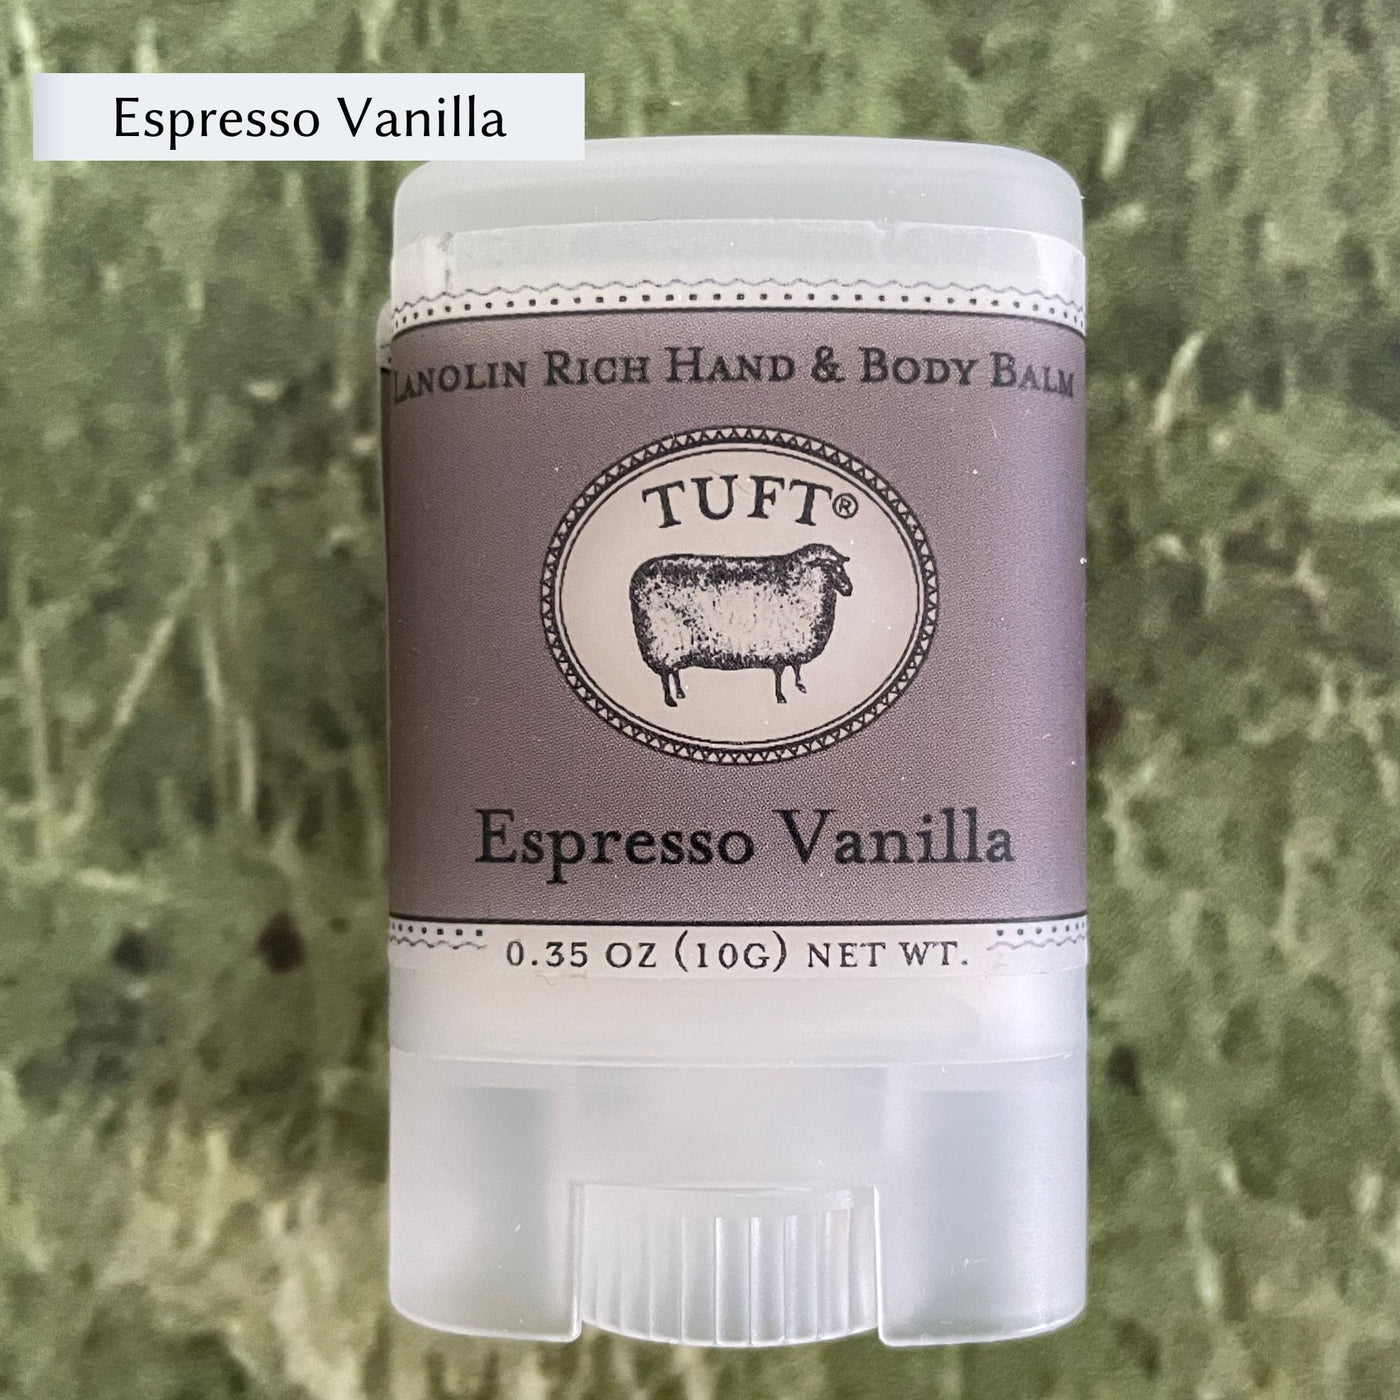 Espresso Vanilla
LANOLIN RICH HAND & BODY BALM
TUFT®
Espresso Vanilla
0.35 OZ (10G) NET WT.